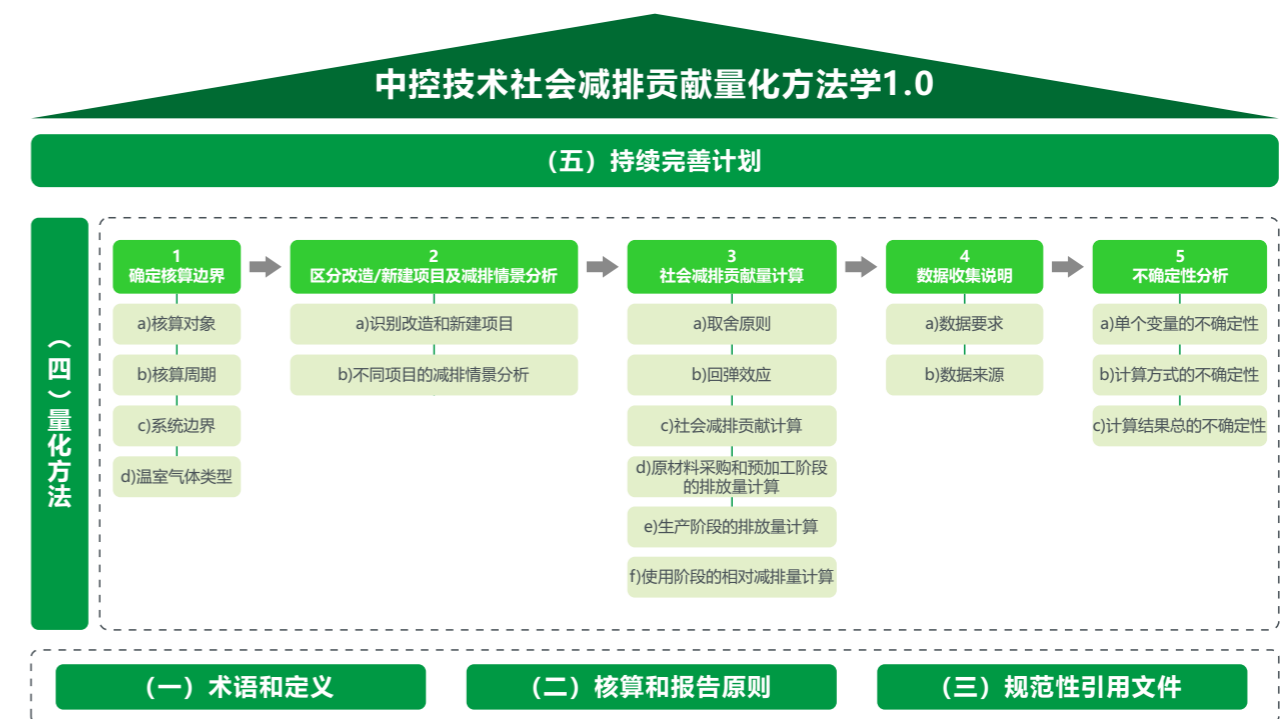 中控技术社会减排贡献量化方法学1.0
（五）持续完善计划
（四）量化方法
1
确定核算边界
a)核算对象
b)核算周期
c)系统边界
d)温室气体类型
2
区分改造/新建项目及减排情景分析
a)识别改造和新建项目
b)不同项目的减排情景分析
3
社会减排贡献量计算
a)取舍原则
b)回弹效应
c)社会减排贡献计算
d)原材料采购和预加工阶段
的排放量计算
e)生产阶段的排放量计算
f)使用阶段的相对减排量计算
4
数据收集说明
a)数据要求
b)数据来源
5
不确定性分析
a)单个变量的不确定性
b)计算方式的不确定性
c)计算结果总的不确定性
（一）术语和定义
（二）核算和报告原则
（三）规范性引用文件